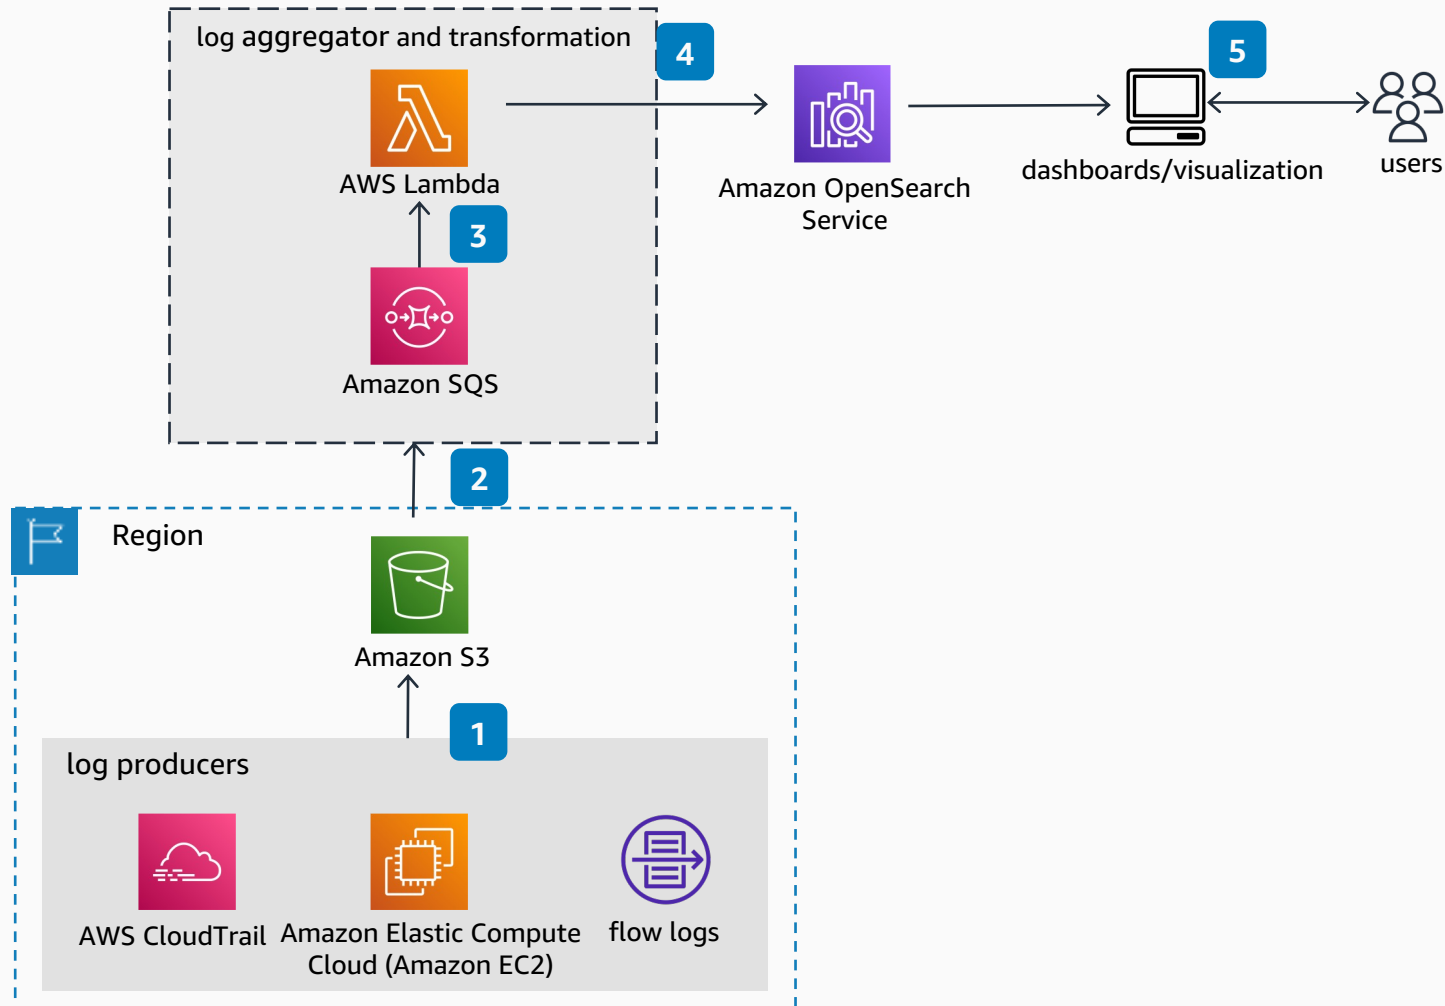 log aggregator and transformation
4
5
AWS Lambda
Amazon OpenSearch
Service
dashboards/visualization
users
3
Amazon SQS
2
Region
Amazon S3
1
log producers
AWS CloudTrail
Amazon Elastic Compute
Cloud (Amazon EC2)
flow logs